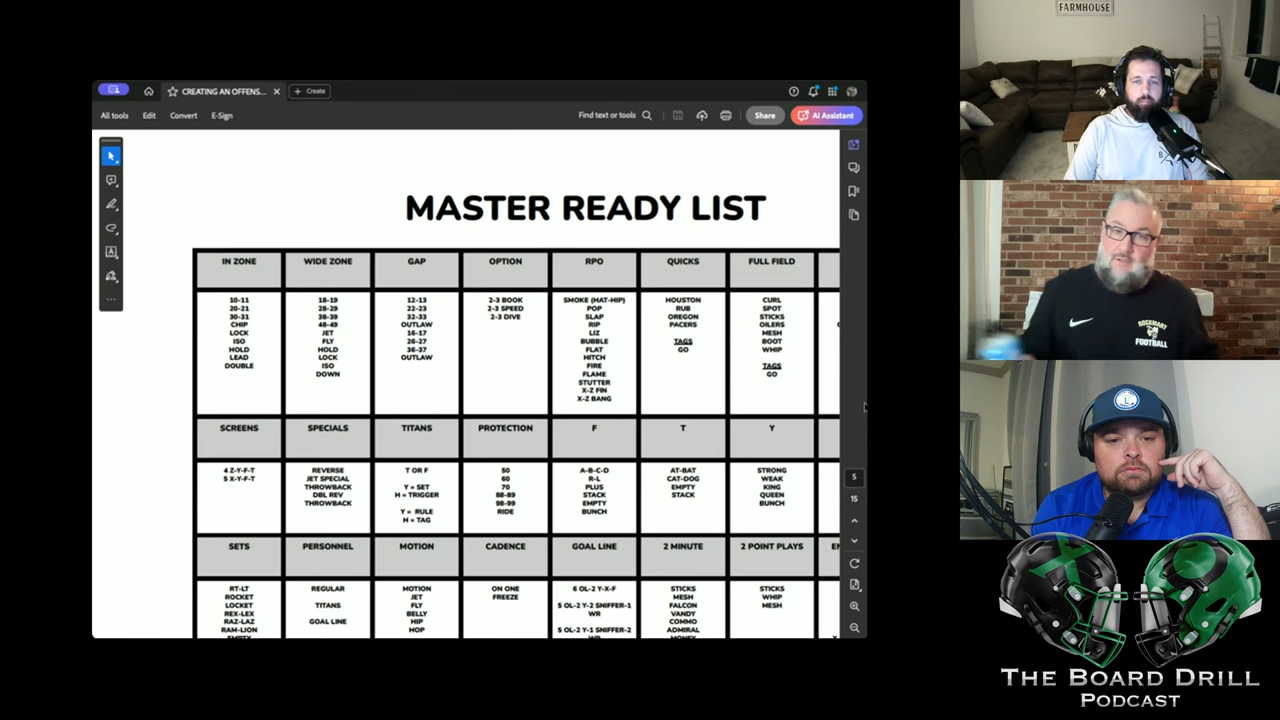 FARMHOUSE
CREATING AN OFFENS...
Create
All tools
Edit
Convert
E-Sign
Find text or tools
Share
AI Assistant
MASTER READY LIST
IN ZONE
WIDE ZONE
GAP
OPTION
RPO
QUICKS
FULL FIELD
10-11
20-21
30-31
CHIP
LOCK
ISO
HOLD
LEAD
DOUBLE
18-19
28-29
38-39
48-49
JET
FLY
HOLD
LOCK
ISO
DOWN
12-13
22-23
32-33
OUTLAW
16-17
26-27
36-37
OUTLAW
2-3 BOOK
2-3 SPEED
2-3 DIVE
SMOKE (HAT-HIP)
POP
SLAP
RIP
LIZ
BUBBLE
FLAT
HITCH
FIRE
FLAME
STUTTER
X-Z FIN
X-Z BANG
HOUSTON
RUB
OREGON
PACERS
TAGS
GO
CURL
SPOT
STICKS
OILERS
MESH
BOOT
WHIP
TAGS
GO
SCREENS
SPECIALS
TITANS
PROTECTION
F
T
Y
4 Z-Y-F-T
5 X-Y-F-T
REVERSE
JET SPECIAL
THROWBACK
DBL REV
THROWBACK
T OR F
Y = SET
H = TRIGGER
Y = RULE
H = TAG
50
60
70
88-89
98-99
RIDE
A-B-C-D
R-L
PLUS
STACK
EMPTY
BUNCH
AT-BAT
CAT-DOG
EMPTY
STACK
STRONG
WEAK
KING
QUEEN
BUNCH
SETS
PERSONNEL
MOTION
CADENCE
GOAL LINE
2 MINUTE
2 POINT PLAYS
RT-LT
ROCKET
LOCKET
REX-LEX
RAZ-LAZ
RAM-LION
EMPTY
REGULAR
TITANS
GOAL LINE
MOTION
JET
FLY
BELLY
HIP
HOP
ON ONE
FREEZE
6 OL-2 Y-X-F
5 OL-2 Y-2 SNIFFER-1
WR
5 OL-2 Y-1 SNIFFER-2
WR
STICKS
MESH
FALCON
VANDY
COMMO
ADMIRAL
MONEY
STICKS
WHIP
MESH
5
15
ROCKMART
FOOTBALL
THE BOARD DRILL
PODCAST